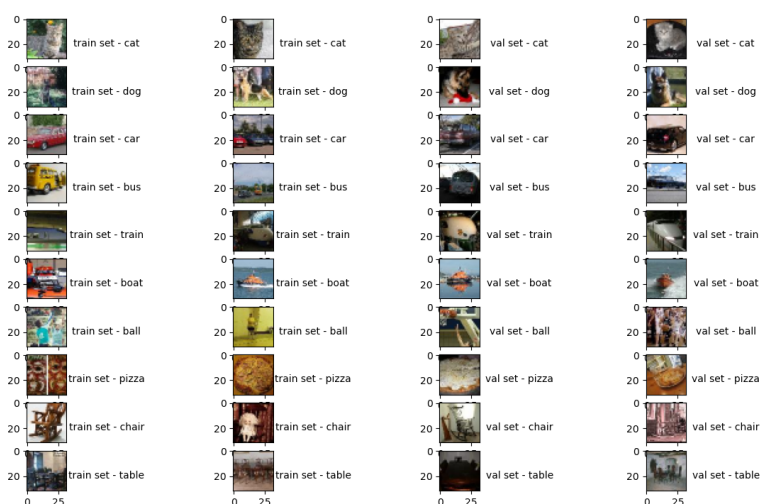 0 0 0 0
20 train set - cat 20 train set - cat 20 val set - cat 20 val set - cat
0 0 0 0
20 train set - dog 20 train set - dog 20 val set - dog 20 val set - dog
0 0 0 0
20 train set - car 20 train set - car 20 val set - car 20 val set - car
0 0 0 0
20 train set - bus 20 train set - bus 20 val set - bus 20 val set - bus
0 0 0 0
20 train set - train 20 train set - train 20 val set - train 20 val set - train
0 0 0 0
20 train set - boat 20 train set - boat 20 val set - boat 20 val set - boat
0 0 0 0
20 train set - ball 20 train set - ball 20 val set - ball 20 val set - ball
0 0 0 0
20 train set - pizza 20 train set - pizza 20 val set - pizza 20 val set - pizza
0 0 0 0
20 train set - chair 20 train set - chair 20 val set - chair 20 val set - chair
0 0 0 0
20 train set - table 20 train set - table 20 val set - table 20 val set - table
0 25 0 25 0 25 0 25